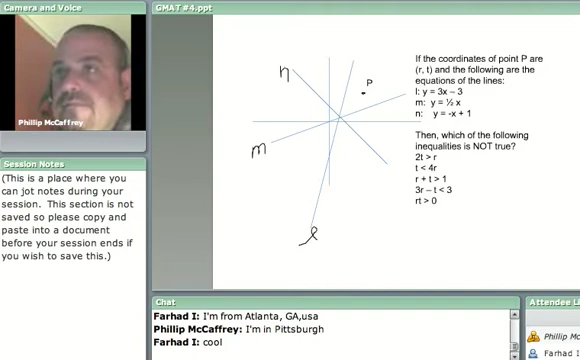 Camera and Voice
GMAT #4.ppt
Phillip McCaffrey
Session Notes
(This is a place where you
can jot notes during your
session. This section is not
saved so please copy and
paste into a document
before your session ends if
you wish to save this.)
n
P
m
l
If the coordinates of point P are
(r, t) and the following are the
equations of the lines:
l: y = 3x – 3
m: y = ½ x
n: y = -x + 1
Then, which of the following
inequalities is NOT true?
2t > r
t < 4r
r + t > 1
3r – t < 3
rt > 0
Chat
Farhad I: I'm from Atlanta, GA,usa
Phillip McCaffrey: I'm in Pittsburgh
Farhad I: cool
Attendee Li
Phillip Mc
Farhad I